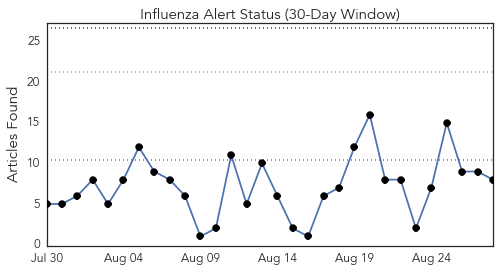 Influenza Alert Status (30-Day Window)
Articles Found
25
20
15
10
5
0
Jul 30 Aug 04 Aug 09 Aug 14 Aug 19 Aug 24